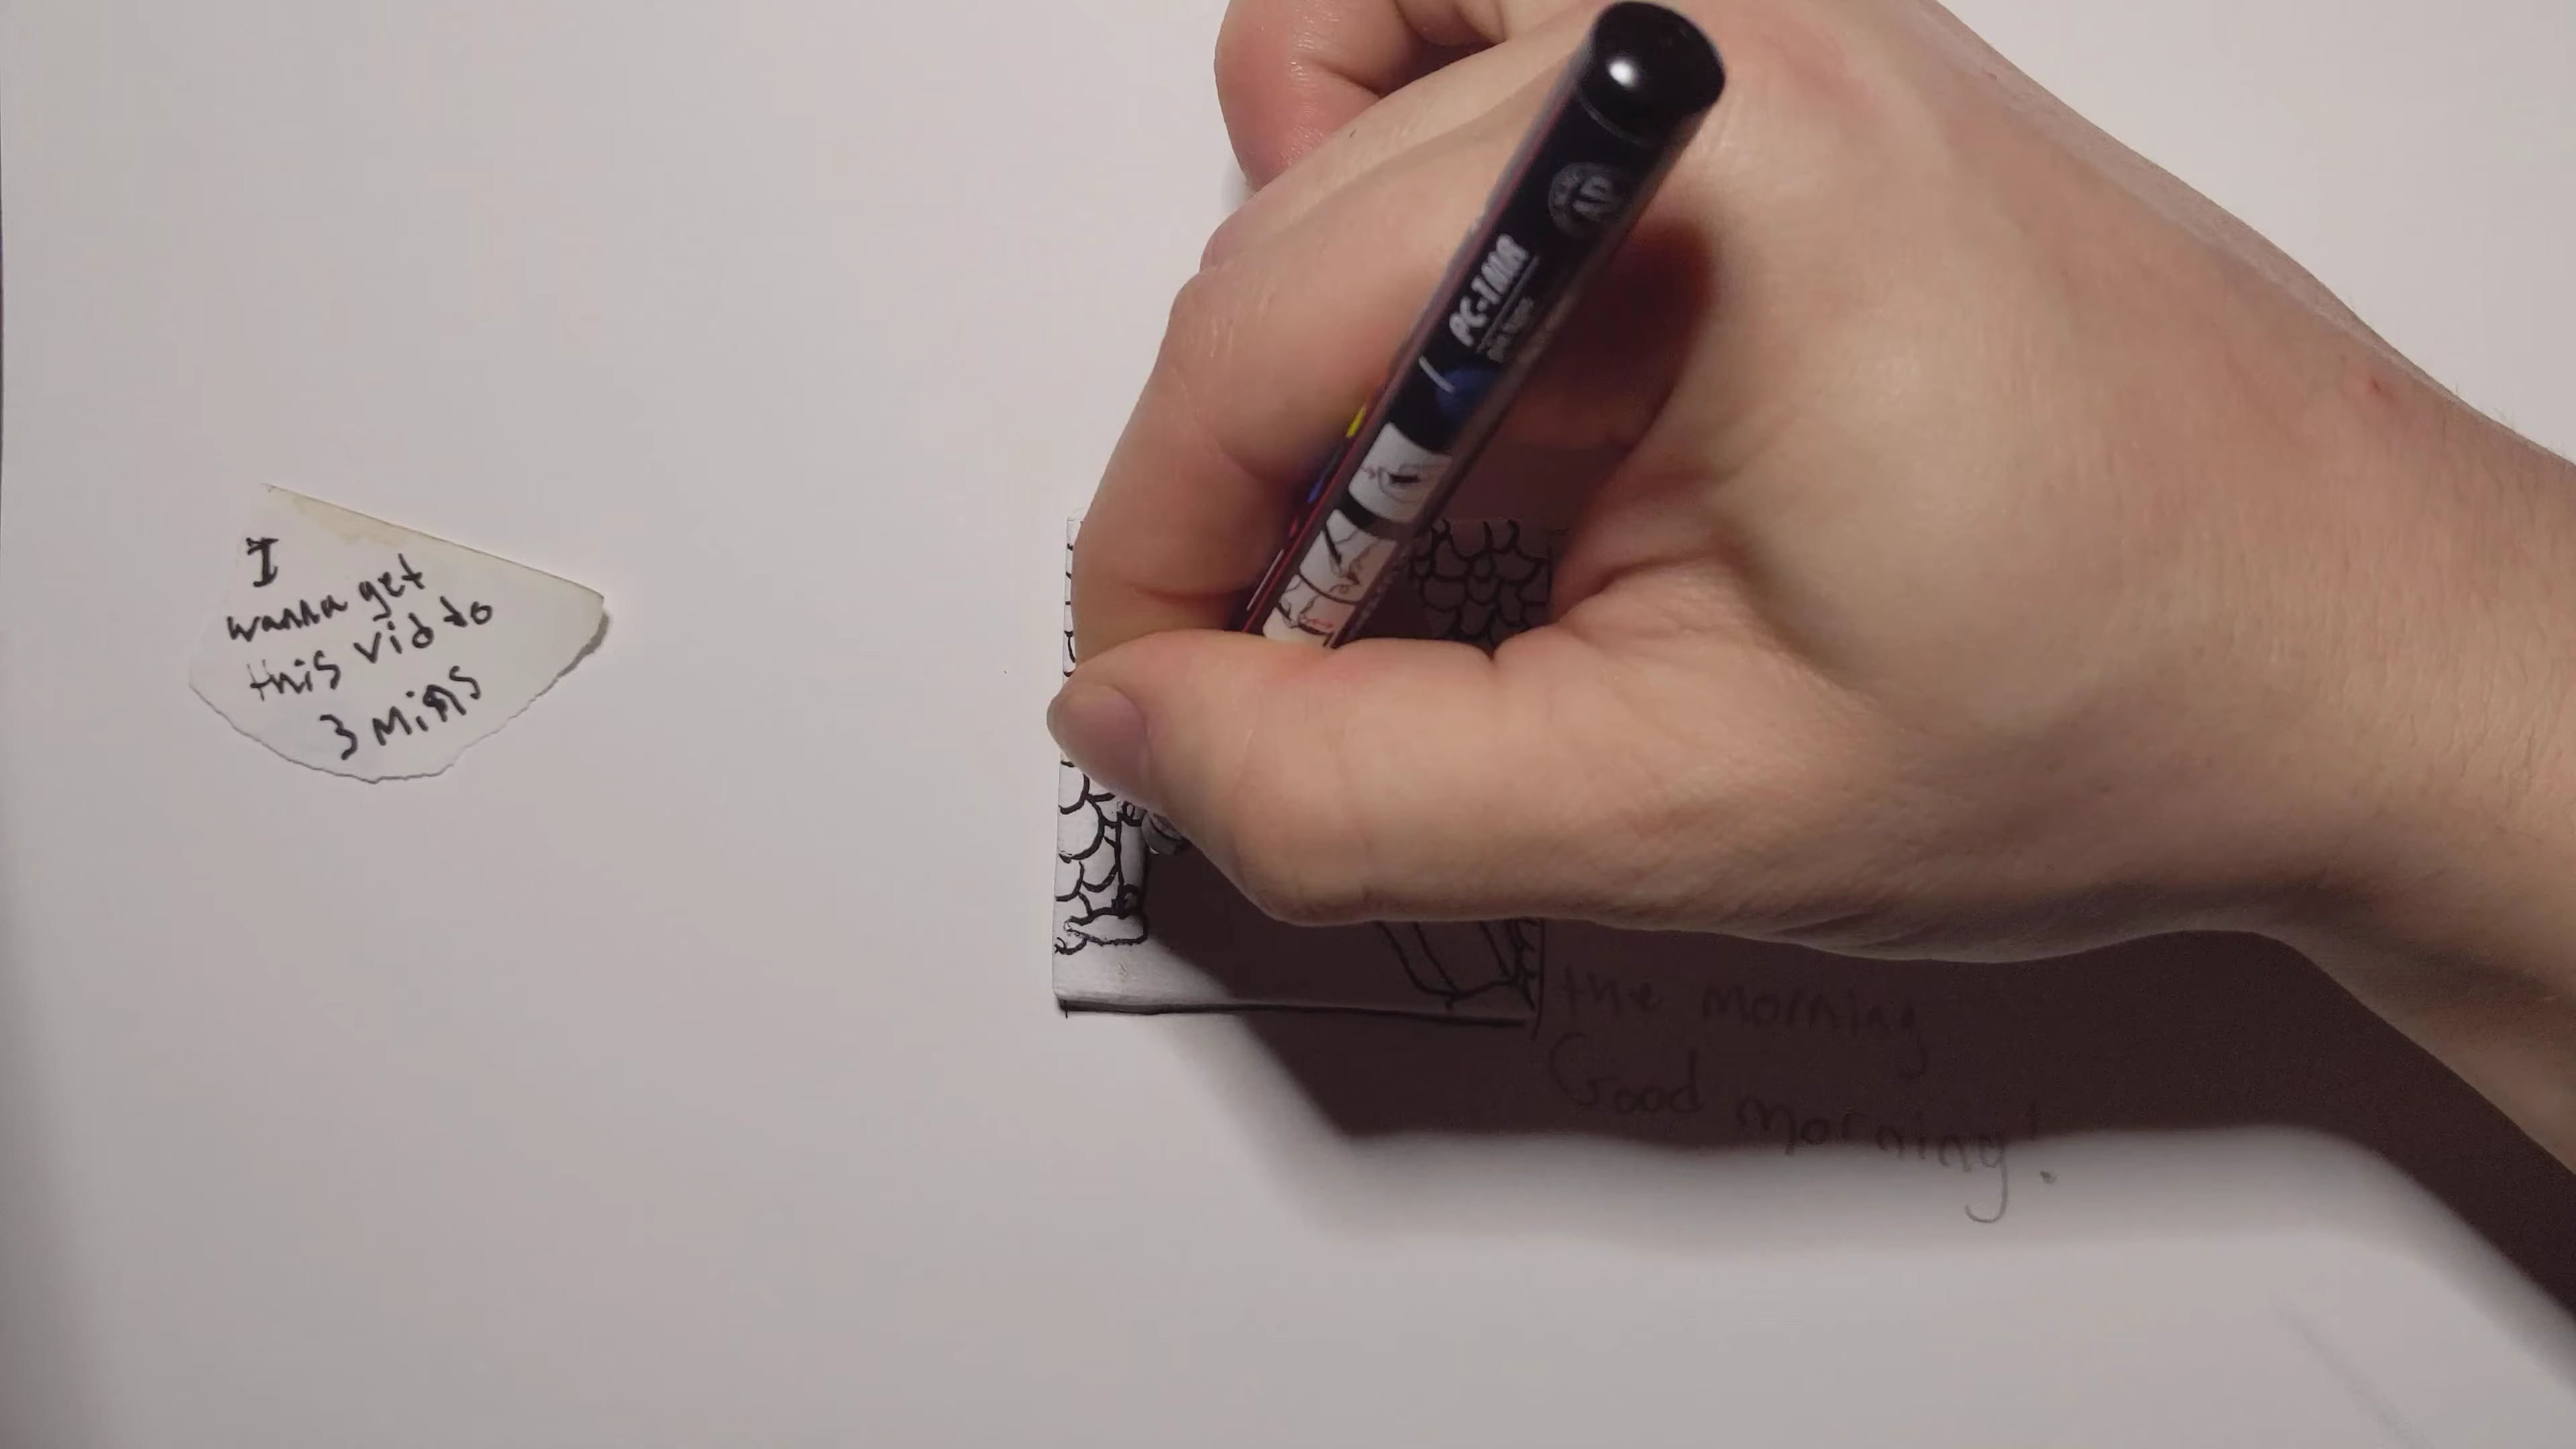 I
wanna get
this vid to
3 mins
PC-1MR
the morning
Good morning!